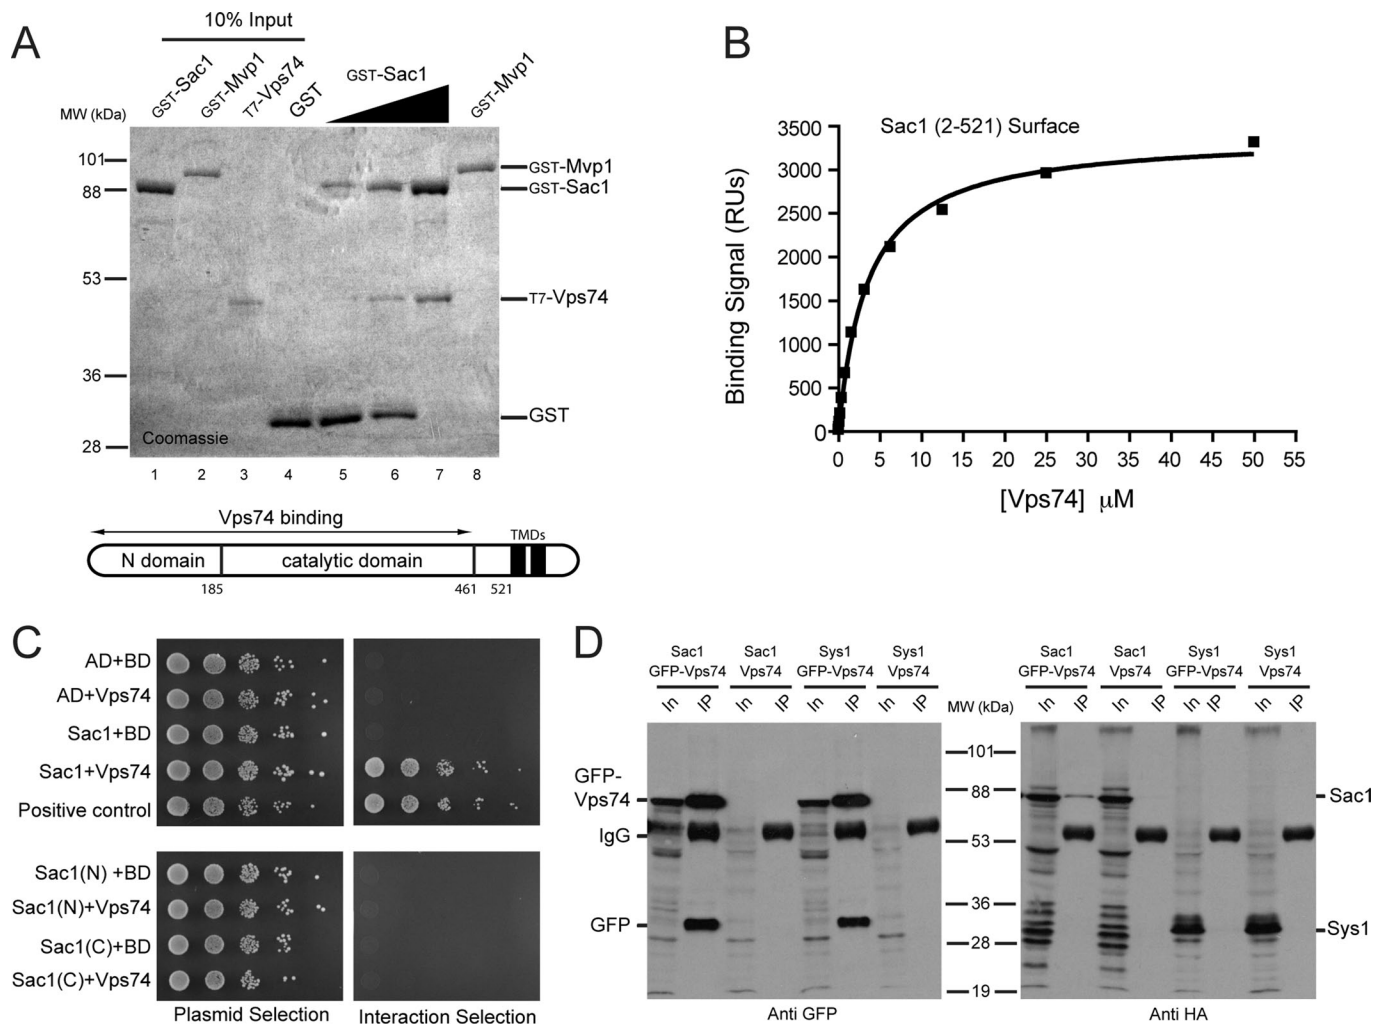 A
10% Input
GST-Sac1
GST-Mvp1
T7-Vps74
GST
GST-Sac1
GST-Mvp1
MW (kDa)
101
88
53
36
28
GST-Mvp1
GST-Sac1
T7-Vps74
GST
Coomassie
1 2 3 4 5 6 7 8
Vps74 binding
TMDs
N domain
catalytic domain
185
461
521
B
Sac1 (2-521) Surface
Binding Signal (RUs)
3500
3000
2500
2000
1500
1000
500
0
0 5 10 15 20 25 30 35 40 45 50 55
[Vps74] μM
C
AD+BD
AD+Vps74
Sac1+BD
Sac1+Vps74
Positive control
Sac1(N) +BD
Sac1(N)+Vps74
Sac1(C)+BD
Sac1(C)+Vps74
Plasmid Selection
Interaction Selection
D
Sac1 GFP-Vps74
Sac1 Vps74
Sys1 GFP-Vps74
Sys1 Vps74
In IP In IP In IP In IP
GFP-Vps74
IgG
GFP
Anti GFP
MW (kDa)
101
88
53
36
28
19
Sac1 GFP-Vps74
Sac1 Vps74
Sys1 GFP-Vps74
Sys1 Vps74
In IP In IP In IP In IP
Sac1
Sys1
Anti HA